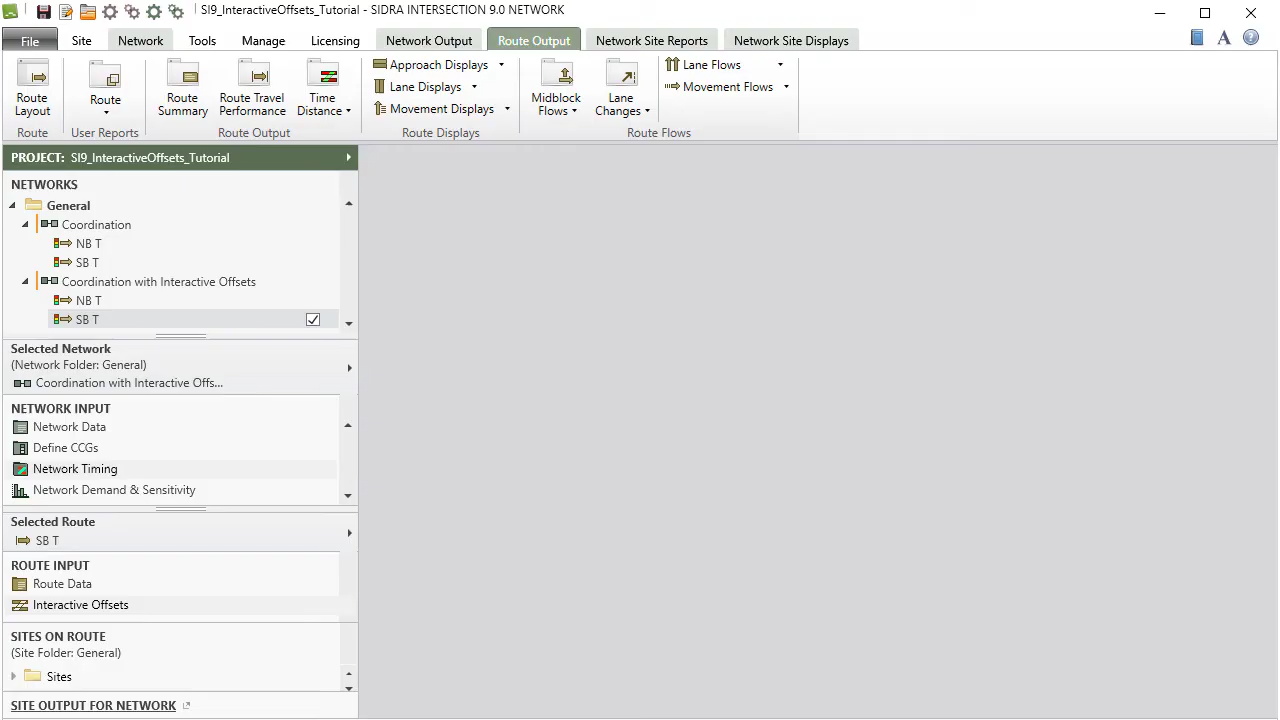 SI9_InteractiveOffsets_Tutorial - SIDRA INTERSECTION 9.0 NETWORK
File Site Network Tools Manage Licensing Network Output Route Output Network Site Reports Network Site Displays
Route Layout
Route
Route
User Reports
Route Summary
Route Travel Performance
Time Distance
Route Output
Approach Displays
Lane Displays
Movement Displays
Route Displays
Midblock Flows
Lane Changes
Lane Flows
Movement Flows
Route Flows
PROJECT: SI9_InteractiveOffsets_Tutorial
NETWORKS
General
Coordination
NB T
SB T
Coordination with Interactive Offsets
NB T
SB T
Selected Network
(Network Folder: General)
Coordination with Interactive Offs...
NETWORK INPUT
Network Data
Define CCGs
Network Timing
Network Demand & Sensitivity
Selected Route
SB T
ROUTE INPUT
Route Data
Interactive Offsets
SITES ON ROUTE
(Site Folder: General)
Sites
SITE OUTPUT FOR NETWORK